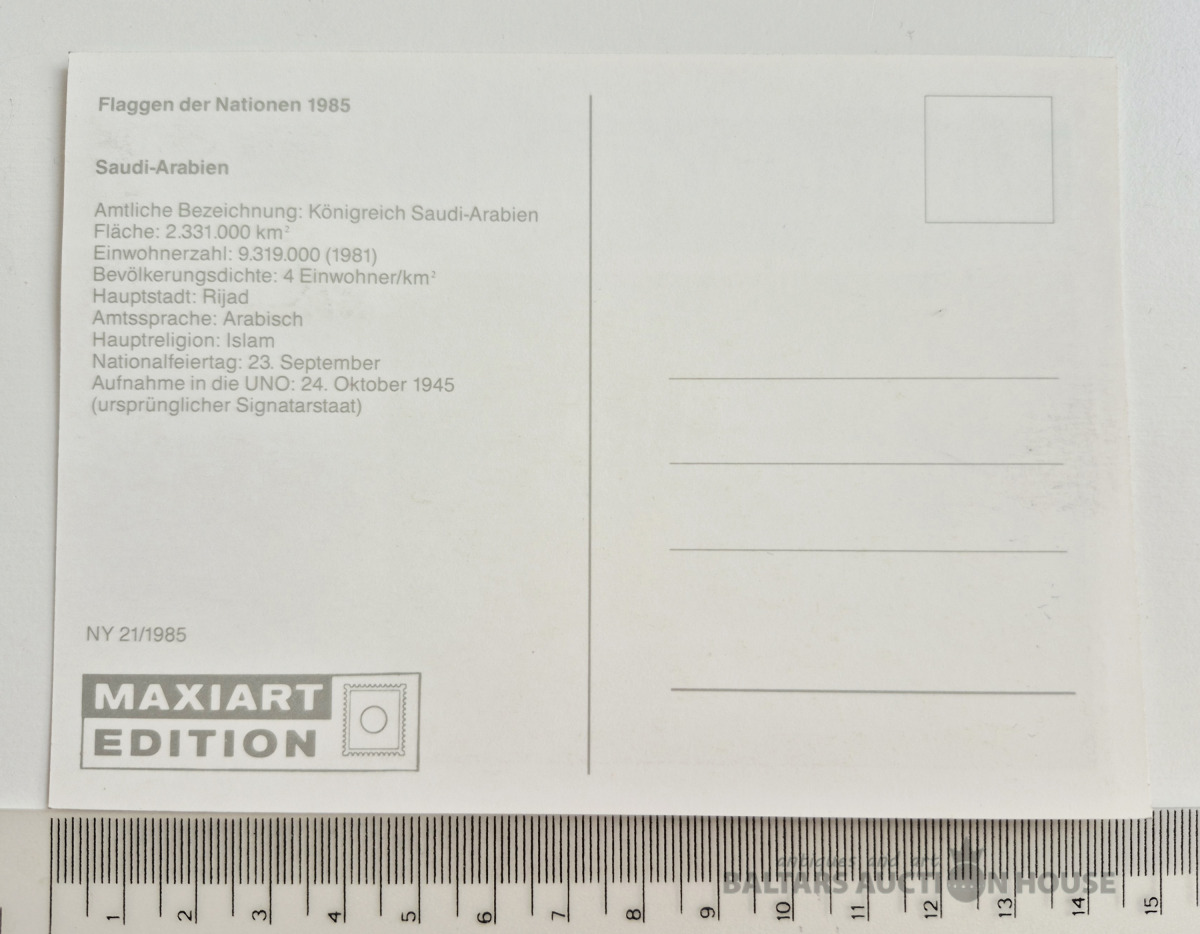 Flaggen der Nationen 1985
Saudi-Arabien
Amtliche Bezeichnung: Königreich Saudi-Arabien
Fläche: 2.331.000 km²
Einwohnerzahl: 9.319.000 (1981)
Bevölkerungsdichte: 4 Einwohner/km²
Hauptstadt: Rijad
Amtssprache: Arabisch
Hauptreligion: Islam
Nationalfeiertag: 23. September
Aufnahme in die UNO: 24. Oktober 1945
(ursprünglicher Signatarstaat)
NY 21/1985
MAXIART
EDITION
antiques and art
BALTARS AUCTION HOUSE
1 2 3 4 5 6 7 8 9 10 11 12 13 14 15